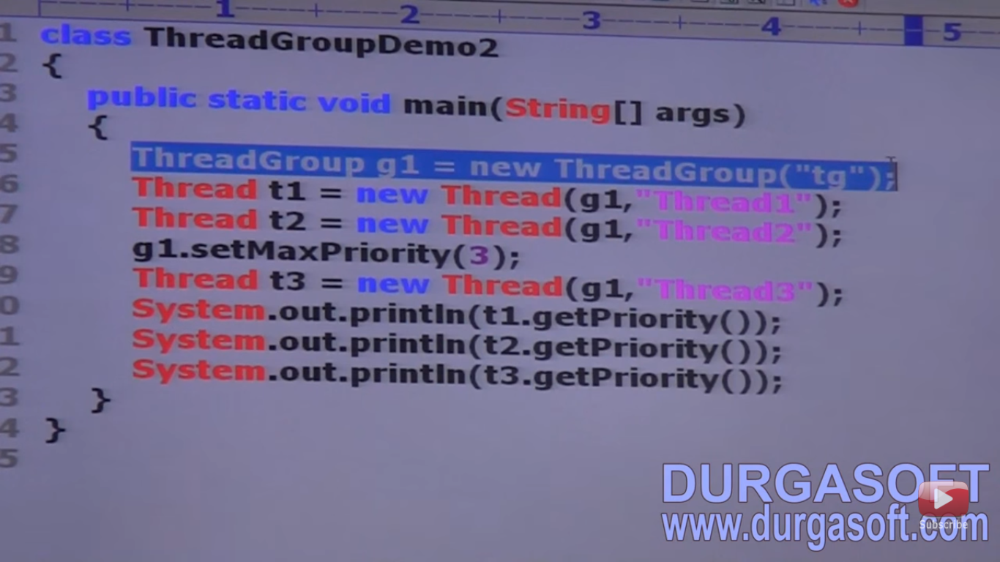 1 2 3 4 5
1 class ThreadGroupDemo2
2 {
3 public static void main(String[] args)
4 {
5 ThreadGroup g1 = new ThreadGroup("tg");
6 Thread t1 = new Thread(g1,"Thread1");
7 Thread t2 = new Thread(g1,"Thread2");
8 g1.setMaxPriority(3);
9 Thread t3 = new Thread(g1,"Thread3");
0 System.out.println(t1.getPriority());
1 System.out.println(t2.getPriority());
2 System.out.println(t3.getPriority());
3 }
4 }
5
DURGASOFT
www.durgasoft.com
Subscribe